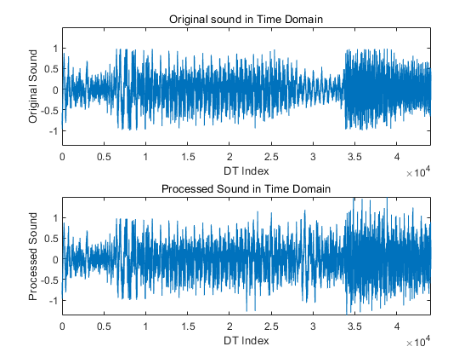 Original sound in Time Domain
Original Sound
1
0.5
0
-0.5
-1
0 0.5 1 1.5 2 2.5 3 3.5 4
DT Index
×10^4
Processed Sound in Time Domain
Processed Sound
1
0.5
0
-0.5
-1
0 0.5 1 1.5 2 2.5 3 3.5 4
DT Index
×10^4